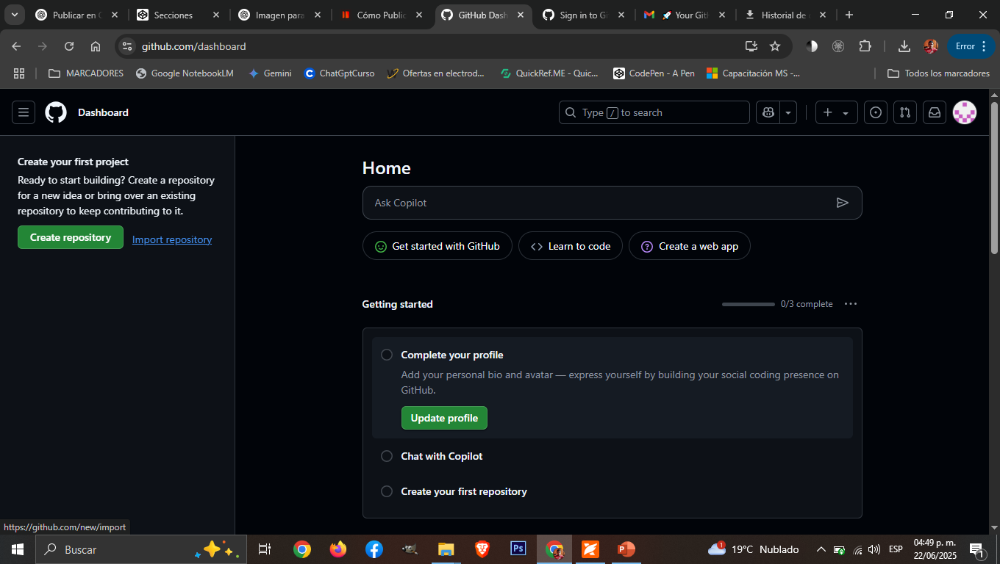 Publicar en C
Secciones
Imagen para
Cómo Public
GitHub Dash
Sign in to Gi
🚀 Your Git
Historial de
github.com/dashboard
Error
MARCADORES
Google NotebookLM
Gemini
ChatGptCurso
Ofertas en electrod...
QuickRef.ME - Quic...
CodePen - A Pen
Capacitación MS -...
Todos los marcadores
Dashboard
Type / to search
Create your first project
Ready to start building? Create a repository
for a new idea or bring over an existing
repository to keep contributing to it.
Create repository
Import repository
Home
Ask Copilot
Get started with GitHub
Learn to code
Create a web app
Getting started
0/3 complete
Complete your profile
Add your personal bio and avatar — express yourself by building your social coding presence on
GitHub.
Update profile
Chat with Copilot
Create your first repository
https://github.com/new/import
Buscar
Ps
1
19°C Nublado
ESP
04:49 p. m.
22/06/2025
1